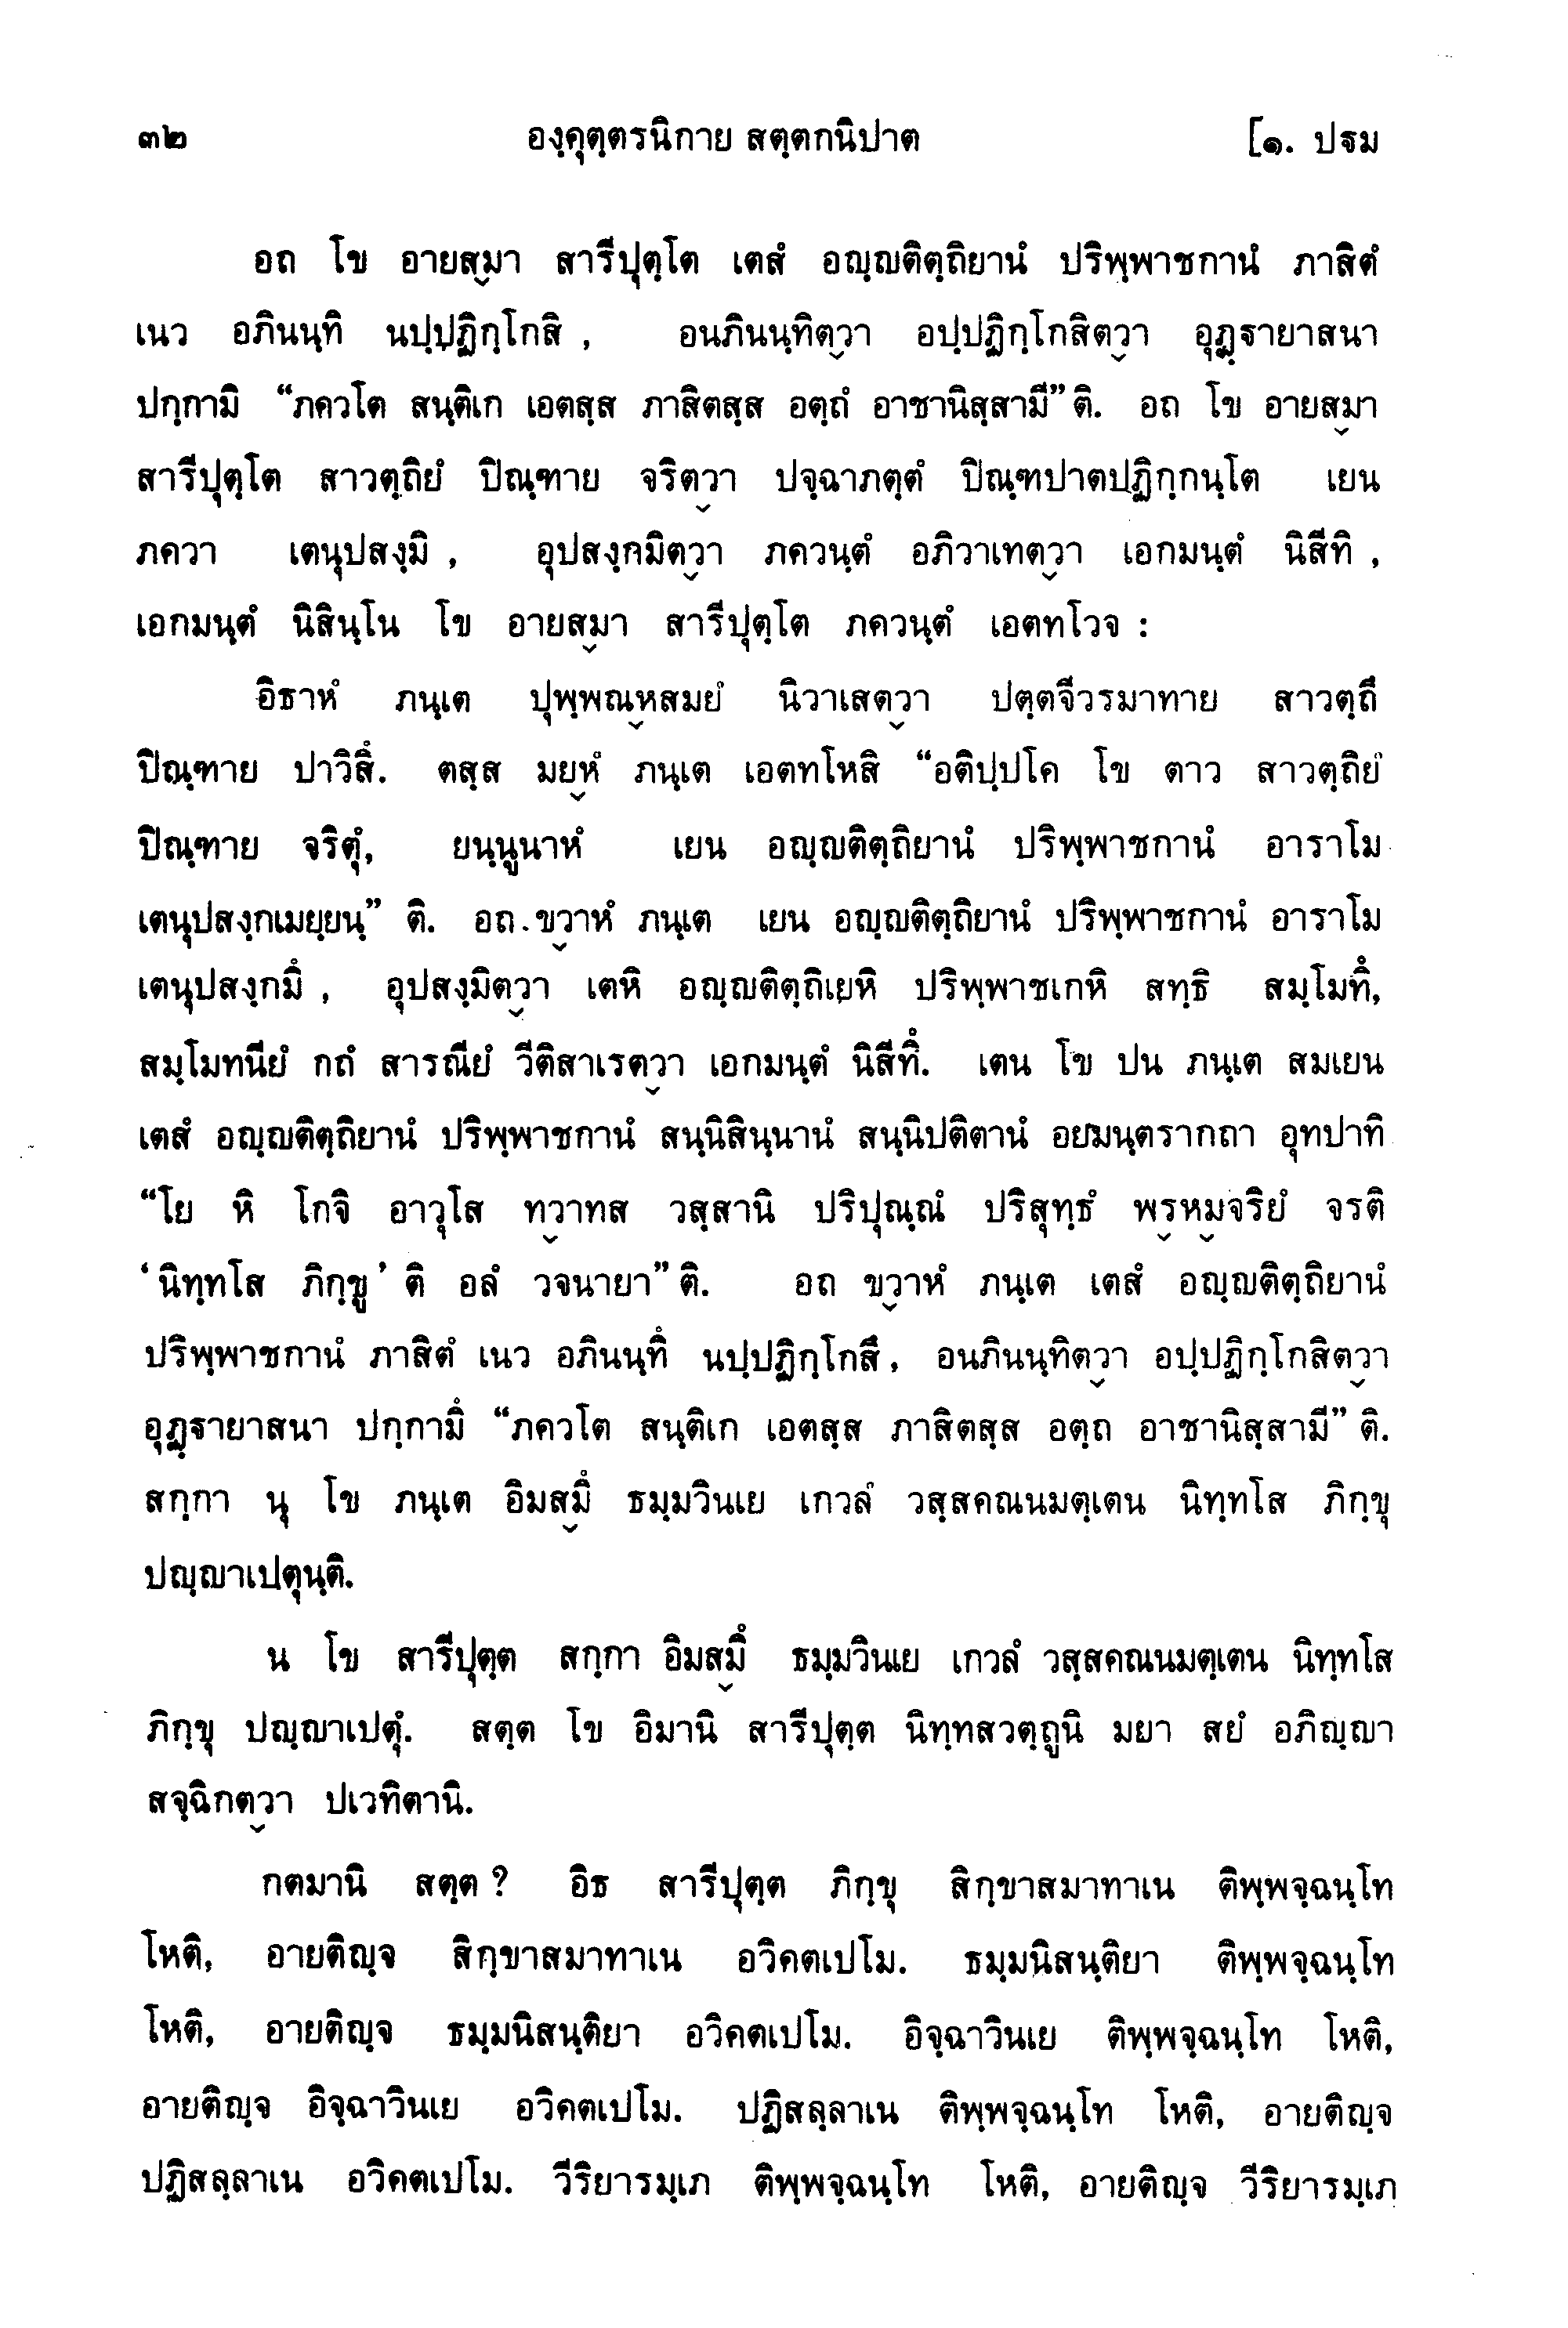 ๓๒ องฺคุตฺตรนิกาย สตฺตกนิปาต [๑. ปฐม
อถ โข อายสฺมา สารีปุตฺโต เตสํ อญฺญติตฺถิยานํ ปริพฺพาชกานํ ภาสิตํ
เนว อภินนฺทิ นปฺปฏิกฺโกสิ , อนภินนฺทิตฺวา อปฺปฏิกฺโกสิตฺวา อุฏฺฐายาสนา
ปกฺกามิ “ภควโต สนฺติเก เอตสฺส ภาสิตสฺส อตฺถํ อาชานิสฺสามี” ติ. อถ โข อายสฺมา
สารีปุตฺโต สาวตฺถิยํ ปิณฺฑาย จริตฺวา ปจฺฉาภตฺตํ ปิณฺฑปาตปฏิกฺกนฺโต เยน
ภควา เตนุปสงฺมิ , อุปสงฺกมิตฺวา ภควนฺตํ อภิวาเทตฺวา เอกมนฺตํ นิสีทิ ,
เอกมนฺตํ นิสินฺโน โข อายสฺมา สารีปุตฺโต ภควนฺตํ เอตทโวจ :
อิธาหํ ภนฺเต ปุพฺพณฺหสมยํ นิวาเสตฺวา ปตฺตจีวรมาทาย สาวตฺถึ
ปิณฺฑาย ปาวิสึ. ตสฺส มยฺหํ ภนฺเต เอตทโหสิ “อติปฺปโค โข ตาว สาวตฺถิยํ
ปิณฺฑาย จริตุํ, ยนฺนูนาหํ เยน อญฺญติตฺถิยานํ ปริพฺพาชกานํ อาราโม
เตนุปสงฺกเมยฺยนฺ” ติ. อถ ขฺวาหํ ภนฺเต เยน อญฺญติตฺถิยานํ ปริพฺพาชกานํ อาราโม
เตนุปสงฺกมึ , อุปสงฺมิตฺวา เตหิ อญฺญติตฺถิเยหิ ปริพฺพาชเกหิ สทฺธิ สมฺโมทึ,
สมฺโมทนียํ กถํ สารณียํ วีติสาเรตฺวา เอกมนฺตํ นิสีทึ. เตน โข ปน ภนฺเต สมเยน
เตสํ อญฺญติตฺถิยานํ ปริพฺพาชกานํ สนฺนิสินฺนานํ สนฺนิปติตานํ อยมนฺตรากถา อุทปาทิ
“โย หิ โกจิ อาวุโส ทฺวาทส วสฺสานิ ปริปุณฺณํ ปริสุทฺธํ พฺรหฺมจริยํ จรติ
‘นิทฺทโส ภิกฺขู’ ติ อลํ วจนายา” ติ. อถ ขฺวาหํ ภนฺเต เตสํ อญฺญติตฺถิยานํ
ปริพฺพาชกานํ ภาสิตํ เนว อภินนฺทึ นปฺปฏิกฺโกสึ, อนภินนฺทิตฺวา อปฺปฏิกฺโกสิตฺวา
อุฏฺฐายาสนา ปกฺกามึ “ภควโต สนฺติเก เอตสฺส ภาสิตสฺส อตฺถ อาชานิสฺสามี” ติ.
สกฺกา นุ โข ภนฺเต อิมสฺมึ ธมฺมวินเย เกวลํ วสฺสคณนมตฺเตน นิทฺทโส ภิกฺขุ
ปญฺญาเปตุนฺติ.
น โข สารีปุตฺต สกฺกา อิมสฺมึ ธมฺมวินเย เกวลํ วสฺสคณนมตฺเตน นิทฺทโส
ภิกฺขุ ปญฺญาเปตุํ. สตฺต โข อิมานิ สารีปุตฺต นิทฺทสวตฺถูนิ มยา สยํ อภิญฺญา
สจฺฉิกตฺวา ปเวทิตานิ.
กตมานิ สตฺต ? อิธ สารีปุตฺต ภิกฺขุ สิกฺขาสมาทาเน ติพฺพจฺฉนฺโท
โหติ, อายติญฺจ สิกฺขาสมาทาเน อวิคตเปโม. ธมฺมนิสนฺติยา ติพฺพจฺฉนฺโท
โหติ, อายติญฺจ ธมฺมนิสนฺติยา อวิคตเปโม. อิจฺฉาวินเย ติพฺพจฺฉนฺโท โหติ,
อายติญฺจ อิจฺฉาวินเย อวิคตเปโม. ปฏิสลฺลาเน ติพฺพจฺฉนฺโท โหติ, อายติญฺจ
ปฏิสลฺลาเน อวิคตเปโม. วีริยารมฺเภ ติพฺพจฺฉนฺโท โหติ, อายติญฺจ วีริยารมฺเภ